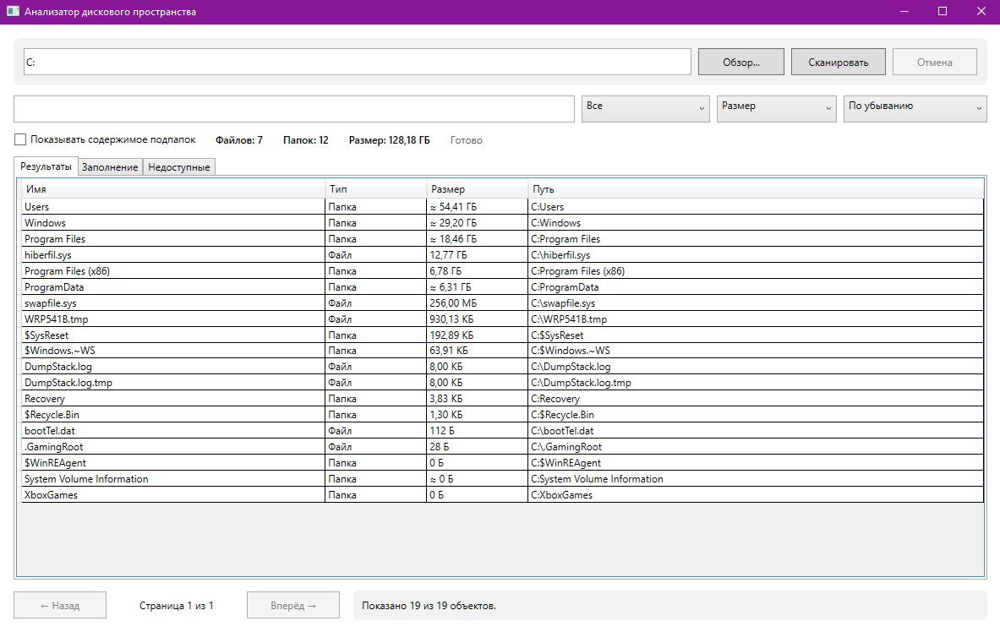 Анализатор дискового пространства
C:
Обзор...
Сканировать
Отмена
Все
Размер
По убыванию
Показывать содержимое подпапок
Файлов: 7
Папок: 12
Размер: 128,18 ГБ
Готово
Результаты
Заполнение
Недоступные
Имя Тип Размер Путь
Users Папка ≈ 54,41 ГБ C:Users
Windows Папка ≈ 29,20 ГБ C:Windows
Program Files Папка ≈ 18,46 ГБ C:Program Files
hiberfil.sys Файл 12,77 ГБ C:\hiberfil.sys
Program Files (x86) Папка 6,78 ГБ C:Program Files (x86)
ProgramData Папка ≈ 6,31 ГБ C:ProgramData
swapfile.sys Файл 256,00 МБ C:\swapfile.sys
WRP541B.tmp Файл 930,13 КБ C:\WRP541B.tmp
$SysReset Папка 192,89 КБ C:$SysReset
$Windows.~WS Папка 63,91 КБ C:$Windows.~WS
DumpStack.log Файл 8,00 КБ C:\DumpStack.log
DumpStack.log.tmp Файл 8,00 КБ C:\DumpStack.log.tmp
Recovery Папка 3,83 КБ C:Recovery
$Recycle.Bin Папка 1,30 КБ C:$Recycle.Bin
bootTel.dat Файл 112 Б C:\bootTel.dat
.GamingRoot Файл 28 Б C:\.GamingRoot
$WinREAgent Папка 0 Б C:$WinREAgent
System Volume Information Папка ≈ 0 Б C:System Volume Information
XboxGames Папка 0 Б C:XboxGames
← Назад
Страница 1 из 1
Вперёд →
Показано 19 из 19 объектов.